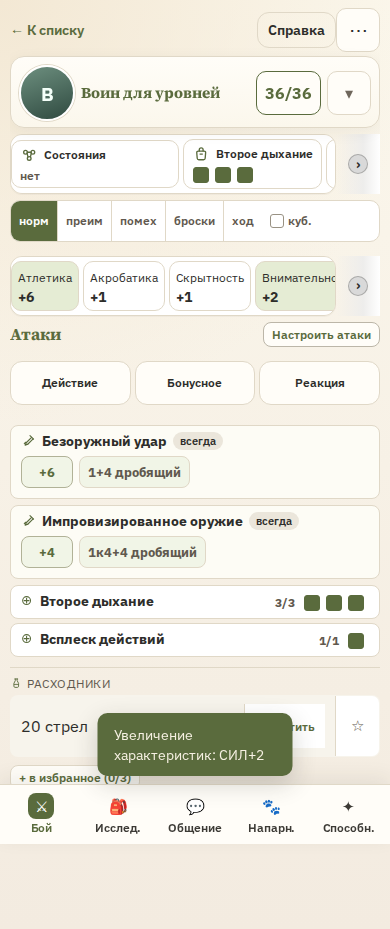 ← К списку
Справка
···
В
Воин для уровней
36/36
▼
Состояния
нет
Второе дыхание
норм
преим
помех
броски
ход
куб.
Атлетика
+6
Акробатика
+1
Скрытность
+1
Внимательно
+2
Атаки
Настроить атаки
Действие
Бонусное
Реакция
Безоружный удар
всегда
+6
1+4 дробящий
Импровизированное оружие
всегда
+4
1к4+4 дробящий
Второе дыхание
3/3
Всплеск действий
1/1
РАСХОДНИКИ
20 стрел
тить
Увеличение
характеристик: СИЛ+2
+ в избранное (0/3)
Бой
Исслед.
Общение
Напарн.
Способн.